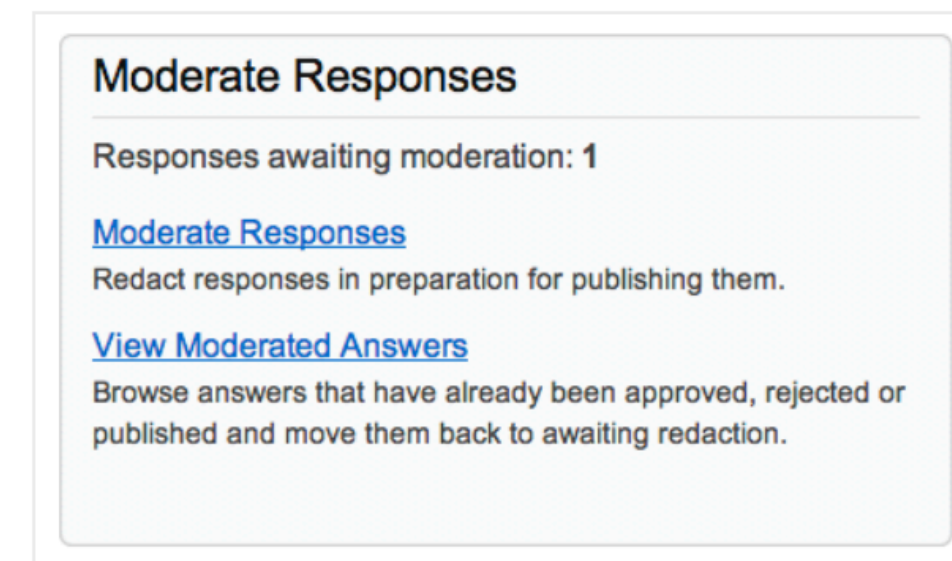 Moderate Responses
Responses awaiting moderation: 1
Moderate Responses
Redact responses in preparation for publishing them.
View Moderated Answers
Browse answers that have already been approved, rejected or
published and move them back to awaiting redaction.